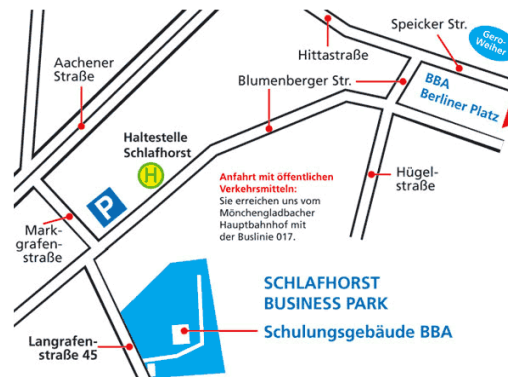 Speicker Str.
Gero-
Weiher
Hittastraße
Aachener
Straße
Blumenberger Str.
BBA
Berliner Platz
Haltestelle
Schlafhorst
H
P
Anfahrt mit öffentlichen
Verkehrsmitteln:
Sie erreichen uns vom
Mönchengladbacher
Hauptbahnhof mit
der Buslinie 017.
Hügel-
straße
Mark-
grafen-
straße
SCHLAFHORST
BUSINESS PARK
Schulungsgebäude BBA
Langrafen-
straße 45